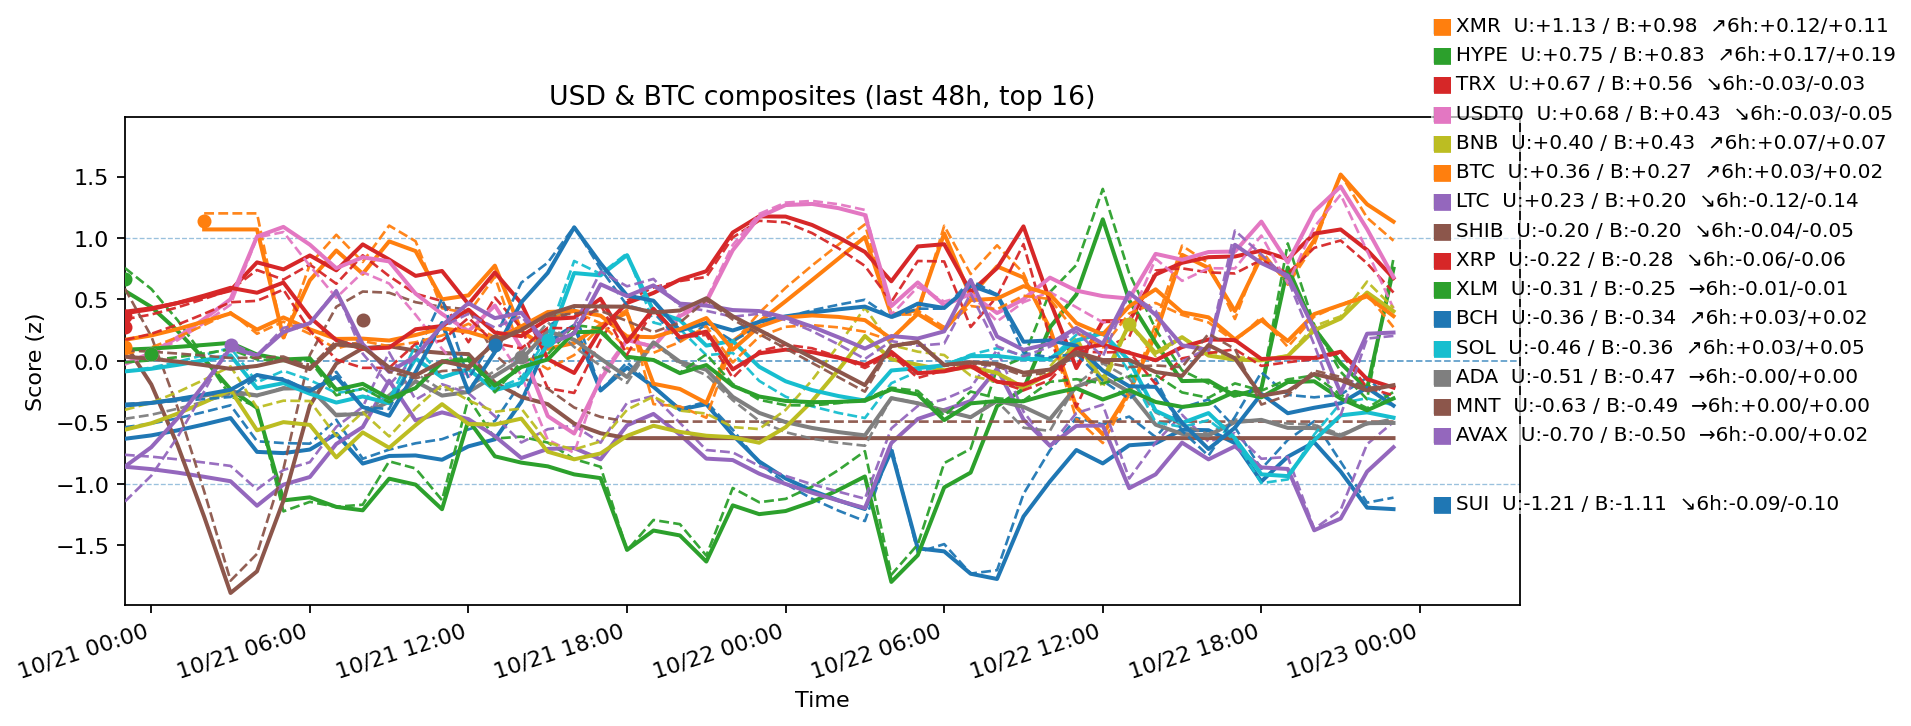 XMR  U:+1.13 / B:+0.98  ↗6h:+0.12/+0.11
HYPE  U:+0.75 / B:+0.83  ↗6h:+0.17/+0.19
TRX  U:+0.67 / B:+0.56  ↘6h:-0.03/-0.03
USDT0  U:+0.68 / B:+0.43  ↘6h:-0.03/-0.05
BNB  U:+0.40 / B:+0.43  ↗6h:+0.07/+0.07
BTC  U:+0.36 / B:+0.27  ↗6h:+0.03/+0.02
LTC  U:+0.23 / B:+0.20  ↘6h:-0.12/-0.14
SHIB  U:-0.20 / B:-0.20  ↘6h:-0.04/-0.05
XRP  U:-0.22 / B:-0.28  ↘6h:-0.06/-0.06
XLM  U:-0.31 / B:-0.25  →6h:-0.01/-0.01
BCH  U:-0.36 / B:-0.34  ↗6h:+0.03/+0.02
SOL  U:-0.46 / B:-0.36  ↗6h:+0.03/+0.05
ADA  U:-0.51 / B:-0.47  →6h:-0.00/+0.00
MNT  U:-0.63 / B:-0.49  →6h:+0.00/+0.00
AVAX  U:-0.70 / B:-0.50  →6h:-0.00/+0.02
SUI  U:-1.21 / B:-1.11  ↘6h:-0.09/-0.10
USD & BTC composites (last 48h, top 16)
Score (z)
1.5
1.0
0.5
0.0
−0.5
−1.0
−1.5
10/21 00:00
10/21 06:00
10/21 12:00
10/21 18:00
10/22 00:00
10/22 06:00
10/22 12:00
10/22 18:00
10/23 00:00
Time